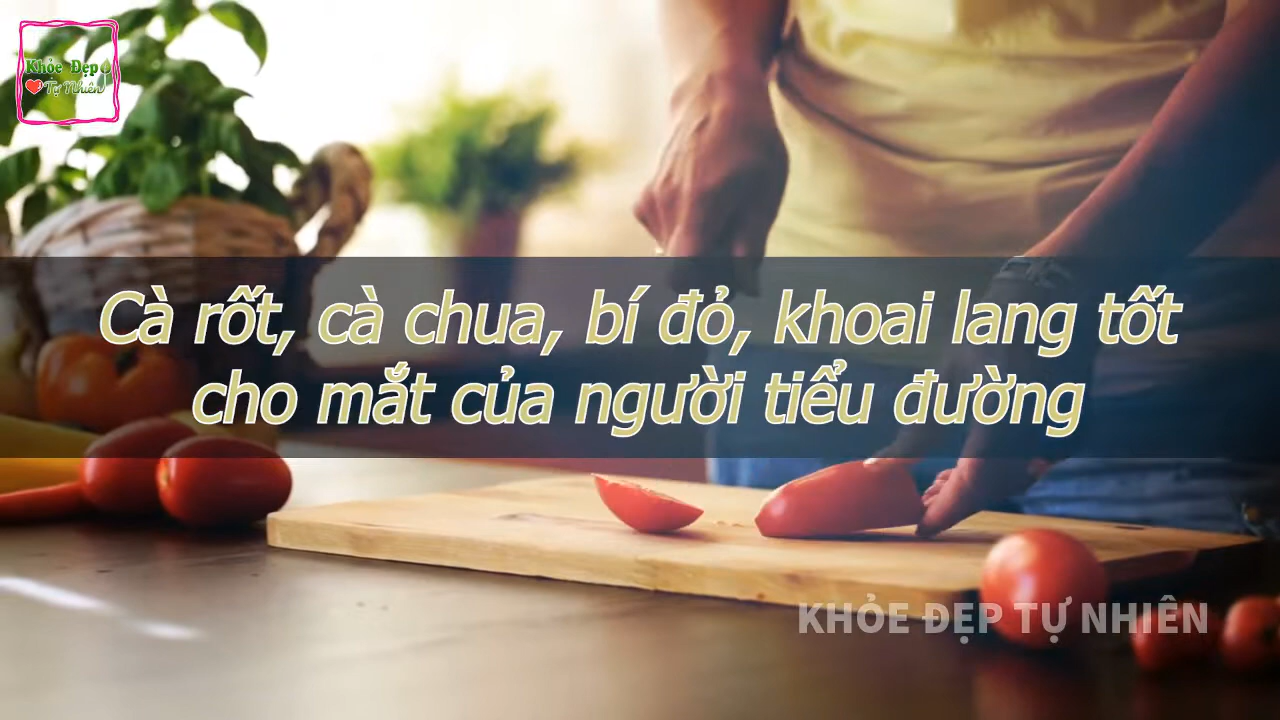 Khỏe Đẹp
Tự Nhiên
Cà rốt, cà chua, bí đỏ, khoai lang tốt
cho mắt của người tiểu đường
KHỎE ĐẸP TỰ NHIÊN